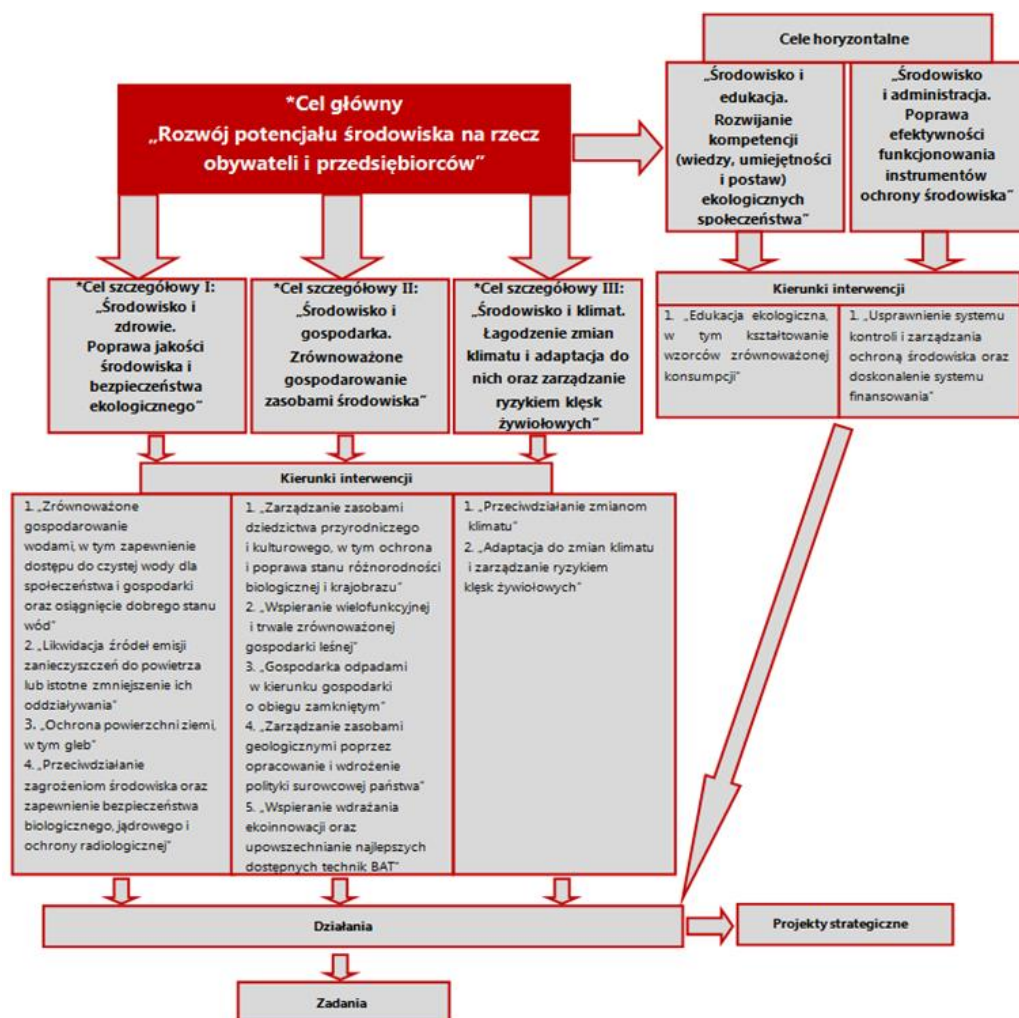 Cele horyzontalne
„Środowisko i
edukacja.
Rozwijanie
kompetencji
(wiedzy, umiejętności
i postaw)
ekologicznych
społeczeństwa”
„Środowisko
i administracja.
Poprawa
efektywności
funkcjonowania
instrumentów
ochrony środowiska”
*Cel główny
„Rozwój potencjału środowiska na rzecz
obywateli i przedsiębiorców”
*Cel szczegółowy I:
„Środowisko i
zdrowie.
Poprawa jakości
środowiska i
bezpieczeństwa
ekologicznego”
*Cel szczegółowy II:
„Środowisko i
gospodarka.
Zrównoważone
gospodarowanie
zasobami środowiska”
*Cel szczegółowy III:
„Środowisko i klimat.
Łagodzenie zmian
klimatu i adaptacja do
nich oraz zarządzanie
ryzykiem klęsk
żywiołowych”
Kierunki interwencji
1. „Edukacja ekologiczna,
w tym kształtowanie
wzorców zrównoważonej
konsumpcji”
1. „Usprawnienie systemu
kontroli i zarządzania
ochroną środowiska oraz
doskonalenie systemu
finansowania”
Kierunki interwencji
1. „Zrównoważone
gospodarowanie
wodami, w tym zapewnienie
dostępu do czystej wody dla
społeczeństwa i gospodarki
oraz osiągnięcie dobrego stanu
wód”
2. „Likwidacja źródeł emisji
zanieczyszczeń do powietrza
lub istotne zmniejszenie ich
oddziaływania”
3. „Ochrona powierzchni ziemi,
w tym gleb”
4. „Przeciwdziałanie
zagrożeniom środowiska oraz
zapewnienie bezpieczeństwa
biologicznego, jądrowego i
ochrony radiologicznej”
1. „Zarządzanie zasobami
dziedzictwa przyrodniczego
i kulturowego, w tym ochrona
i poprawa stanu różnorodności
biologicznej i krajobrazu”
2. „Wspieranie wielofunkcyjnej
i trwale zrównoważonej
gospodarki leśnej”
3. „Gospodarka odpadami
w kierunku gospodarki
o obiegu zamkniętym”
4. „Zarządzanie zasobami
geologicznymi poprzez
opracowanie i wdrożenie
polityki surowcowej państwa”
5. „Wspieranie wdrażania
ekoinnowacji oraz
upowszechnianie najlepszych
dostępnych technik BAT”
1. „Przeciwdziałanie zmianom
klimatu”
2. „Adaptacja do zmian klimatu
i zarządzanie ryzykiem
klęsk żywiołowych”
Działania
Projekty strategiczne
Zadania